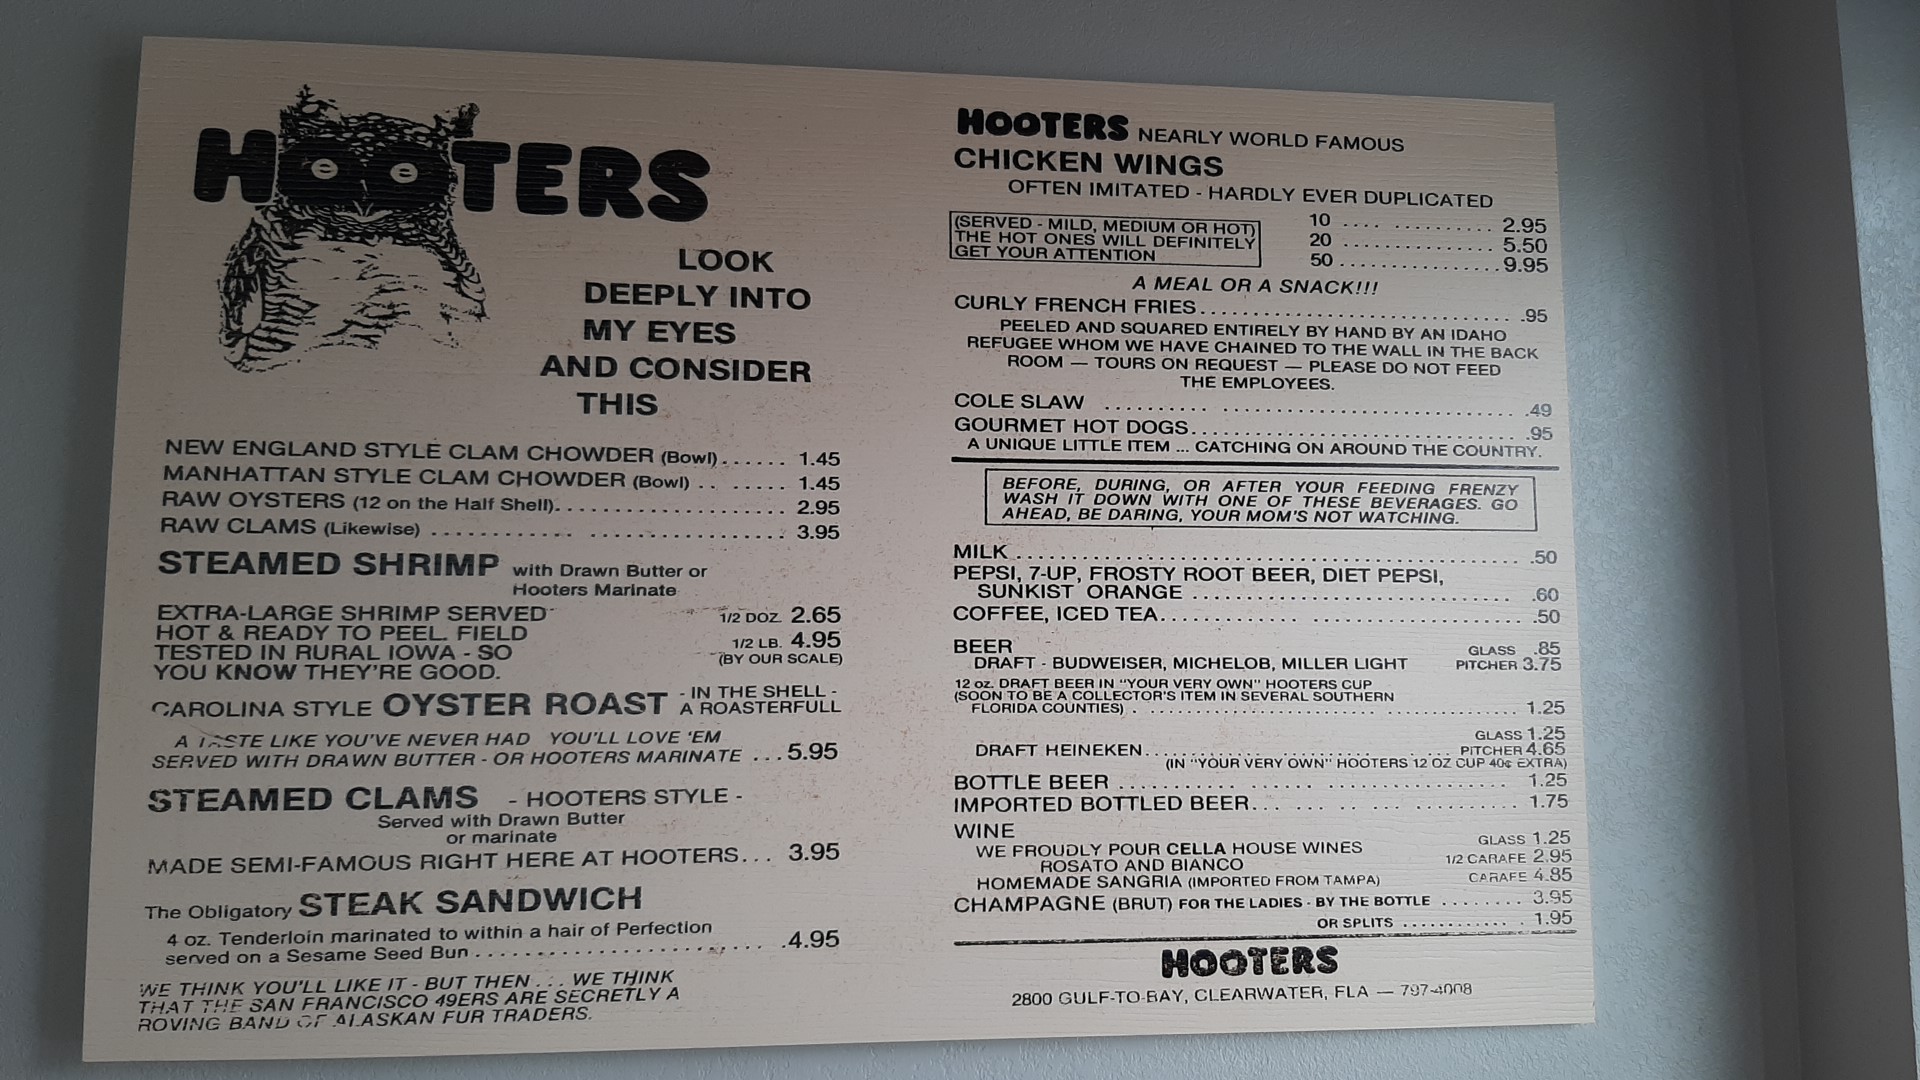 HOOTERS
LOOK
DEEPLY INTO
MY EYES
AND CONSIDER
THIS
NEW ENGLAND STYLE CLAM CHOWDER (Bowl)...... 1.45
MANHATTAN STYLE CLAM CHOWDER (Bowl) .. ...... 1.45
RAW OYSTERS (12 on the Half Shell)...................... 2.95
RAW CLAMS (Likewise) ............ .................. 3.95
STEAMED SHRIMP with Drawn Butter or
Hooters Marinate
EXTRA-LARGE SHRIMP SERVED 1/2 DOZ. 2.65
HOT & READY TO PEEL. FIELD
TESTED IN RURAL IOWA - SO 1/2 LB. 4.95
YOU KNOW THEY'RE GOOD. (BY OUR SCALE)
CAROLINA STYLE OYSTER ROAST - IN THE SHELL -
A ROASTERFULL
A TASTE LIKE YOU'VE NEVER HAD YOU'LL LOVE 'EM
SERVED WITH DRAWN BUTTER - OR HOOTERS MARINATE ...5.95
STEAMED CLAMS - HOOTERS STYLE -
Served with Drawn Butter
or marinate
MADE SEMI-FAMOUS RIGHT HERE AT HOOTERS... 3.95
The Obligatory STEAK SANDWICH
4 oz. Tenderloin marinated to within a hair of Perfection
served on a Sesame Seed Bun .......................... .4.95
WE THINK YOU'LL LIKE IT - BUT THEN ... WE THINK
THAT THE SAN FRANCISCO 49ERS ARE SECRETLY A
ROVING BAND OF ALASKAN FUR TRADERS.
HOOTERS NEARLY WORLD FAMOUS
CHICKEN WINGS
OFTEN IMITATED - HARDLY EVER DUPLICATED
(SERVED - MILD, MEDIUM OR HOT)
THE HOT ONES WILL DEFINITELY
GET YOUR ATTENTION
10 .... .......... 2.95
20 ............... 5.50
50 ................9.95
A MEAL OR A SNACK!!!
CURLY FRENCH FRIES............................... .95
PEELED AND SQUARED ENTIRELY BY HAND BY AN IDAHO
REFUGEE WHOM WE HAVE CHAINED TO THE WALL IN THE BACK
ROOM — TOURS ON REQUEST — PLEASE DO NOT FEED
THE EMPLOYEES.
COLE SLAW .......... ............................. .49
GOURMET HOT DOGS................................. .95
A UNIQUE LITTLE ITEM ... CATCHING ON AROUND THE COUNTRY.
BEFORE, DURING, OR AFTER YOUR FEEDING FRENZY
WASH IT DOWN WITH ONE OF THESE BEVERAGES. GO
AHEAD, BE DARING, YOUR MOM'S NOT WATCHING.
MILK .................................................. .50
PEPSI, 7-UP, FROSTY ROOT BEER, DIET PEPSI,
SUNKIST ORANGE ................................ .60
COFFEE, ICED TEA............. ..................... .50
BEER GLASS .85
DRAFT - BUDWEISER, MICHELOB, MILLER LIGHT PITCHER 3.75
12 oz. DRAFT BEER IN "YOUR VERY OWN" HOOTERS CUP
(SOON TO BE A COLLECTOR'S ITEM IN SEVERAL SOUTHERN
FLORIDA COUNTIES) . ..................................... 1.25
GLASS 1.25
DRAFT HEINEKEN................................... PITCHER 4.65
(IN "YOUR VERY OWN" HOOTERS 12 OZ CUP 40¢ EXTRA)
BOTTLE BEER ........... ...... .................. 1.25
IMPORTED BOTTLED BEER... ... ... ............ 1.75
WINE GLASS 1.25
WE PROUDLY POUR CELLA HOUSE WINES
ROSATO AND BIANCO 1/2 CARAFE 2.95
HOMEMADE SANGRIA (IMPORTED FROM TAMPA) CARAFE 4.85
CHAMPAGNE (BRUT) FOR THE LADIES - BY THE BOTTLE ........ 3.95
OR SPLITS .............. 1.95
HOOTERS
2800 GULF-TO-BAY, CLEARWATER, FLA — 797-4008